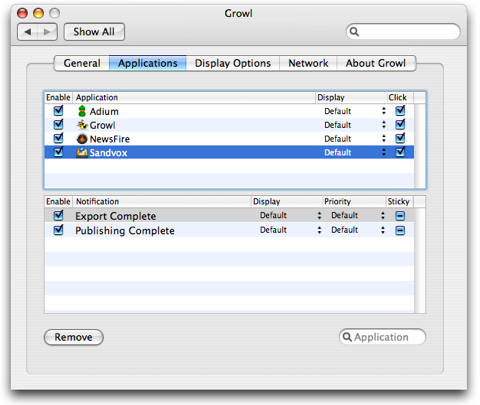 Growl
Show All
General Applications Display Options Network About Growl
Enable Application Display Click
Adium Default
Growl Default
NewsFire Default
Sandvox Default
Enable Notification Display Priority Sticky
Export Complete Default Default
Publishing Complete Default Default
Remove Application